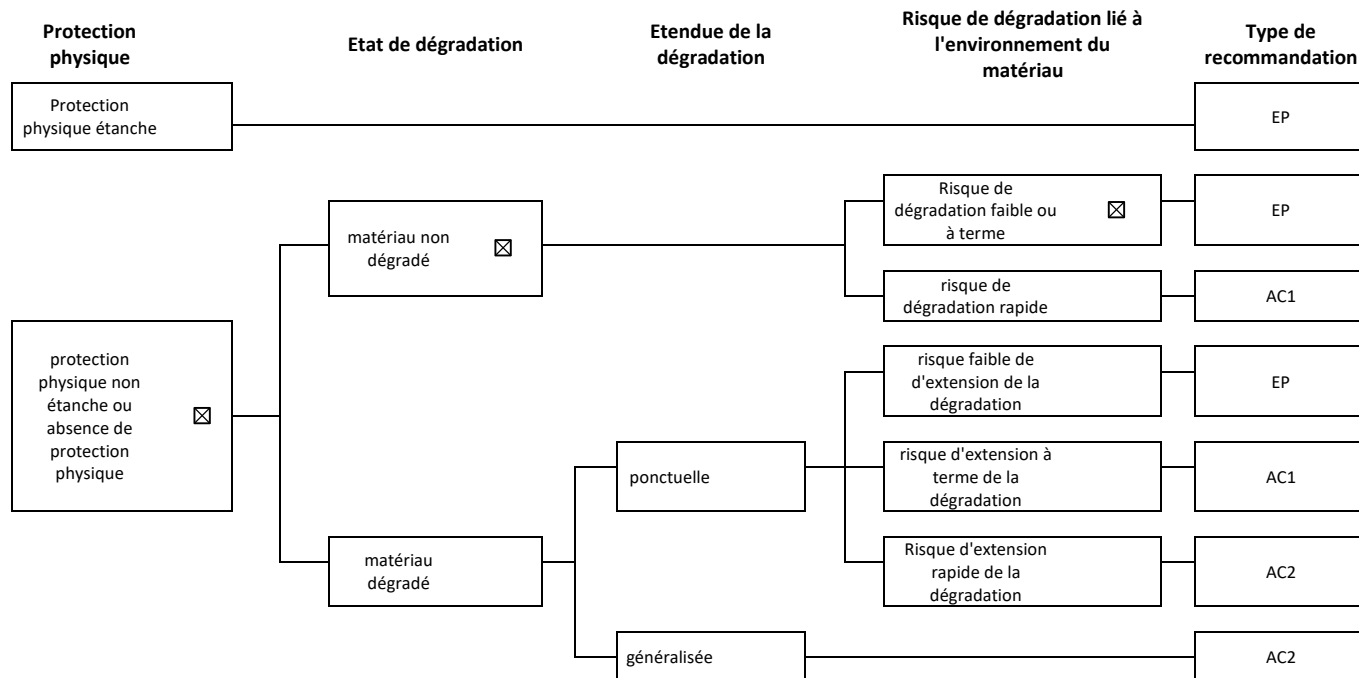 Protection
physique
Etat de dégradation
Etendue de la
dégradation
Risque de dégradation lié à
l'environnement du
matériau
Type de
recommandation
Protection
physique étanche
EP
Risque de
dégradation faible ou
à terme
☒
EP
matériau non
dégradé
☒
risque de
dégradation rapide
AC1
protection
physique non
étanche ou
absence de
protection
physique
☒
risque faible de
d'extension de la
dégradation
EP
ponctuelle
risque d'extension à
terme de la
dégradation
AC1
matériau
dégradé
Risque d'extension
rapide de la
dégradation
AC2
généralisée
AC2